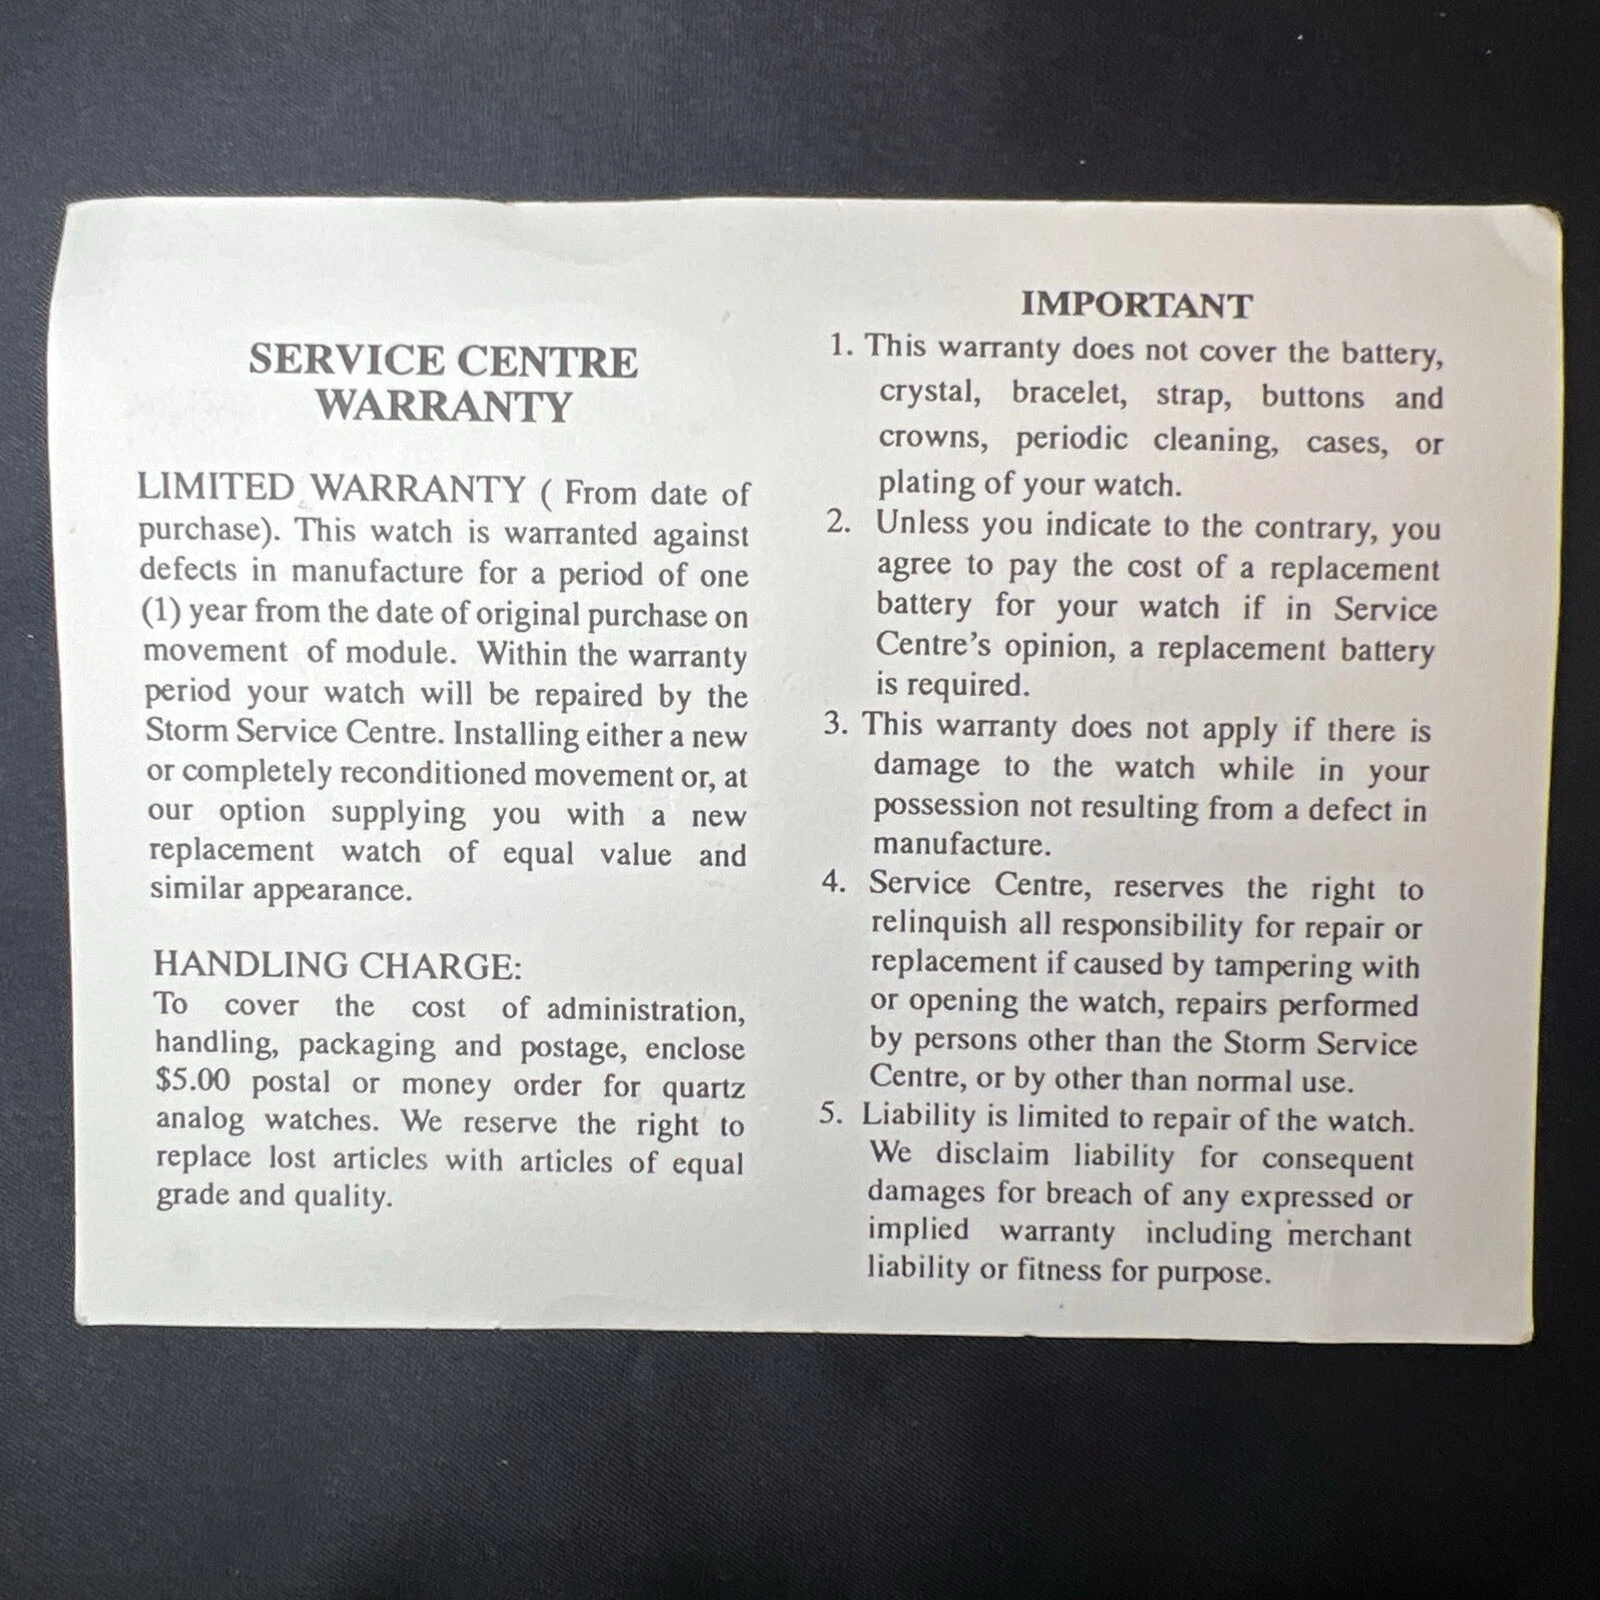 SERVICE CENTRE
WARRANTY
LIMITED WARRANTY ( From date of
purchase). This watch is warranted against
defects in manufacture for a period of one
(1) year from the date of original purchase on
movement of module. Within the warranty
period your watch will be repaired by the
Storm Service Centre. Installing either a new
or completely reconditioned movement or, at
our option supplying you with a new
replacement watch of equal value and
similar appearance.
HANDLING CHARGE:
To cover the cost of administration,
handling, packaging and postage, enclose
$5.00 postal or money order for quartz
analog watches. We reserve the right to
replace lost articles with articles of equal
grade and quality.
IMPORTANT
1. This warranty does not cover the battery,
crystal, bracelet, strap, buttons and
crowns, periodic cleaning, cases, or
plating of your watch.
2. Unless you indicate to the contrary, you
agree to pay the cost of a replacement
battery for your watch if in Service
Centre's opinion, a replacement battery
is required.
3. This warranty does not apply if there is
damage to the watch while in your
possession not resulting from a defect in
manufacture.
4. Service Centre, reserves the right to
relinquish all responsibility for repair or
replacement if caused by tampering with
or opening the watch, repairs performed
by persons other than the Storm Service
Centre, or by other than normal use.
5. Liability is limited to repair of the watch.
We disclaim liability for consequent
damages for breach of any expressed or
implied warranty including merchant
liability or fitness for purpose.